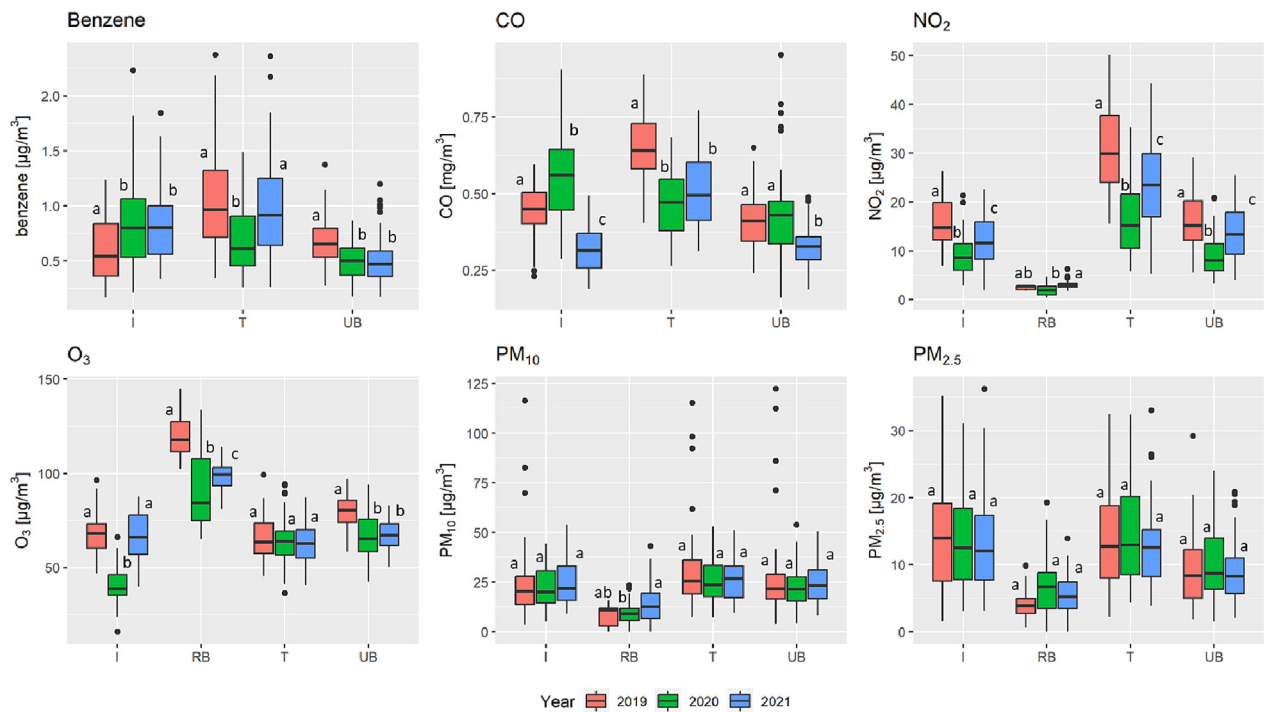 Benzene
CO
NO2
benzene [µg/m³]
2.0
1.5
1.0
0.5
a b b
a b a
a b b
I T UB
CO [mg/m³]
0.75
0.50
0.25
a b c
a b b
a a b
I T UB
NO2 [µg/m³]
50
40
30
20
10
0
a b c
ab b a
a b c
a b c
I RB T UB
O3
PM10
PM2.5
O3 [µg/m³]
150
100
50
a b a
a b c
a a a
a b b
I RB T UB
PM10 [µg/m³]
125
100
75
50
25
0
a a a
ab b a
a a a
a a a
I RB T UB
PM2.5 [µg/m³]
30
20
10
0
a a a
a a a
a a a
a a a
I RB T UB
Year 2019 2020 2021